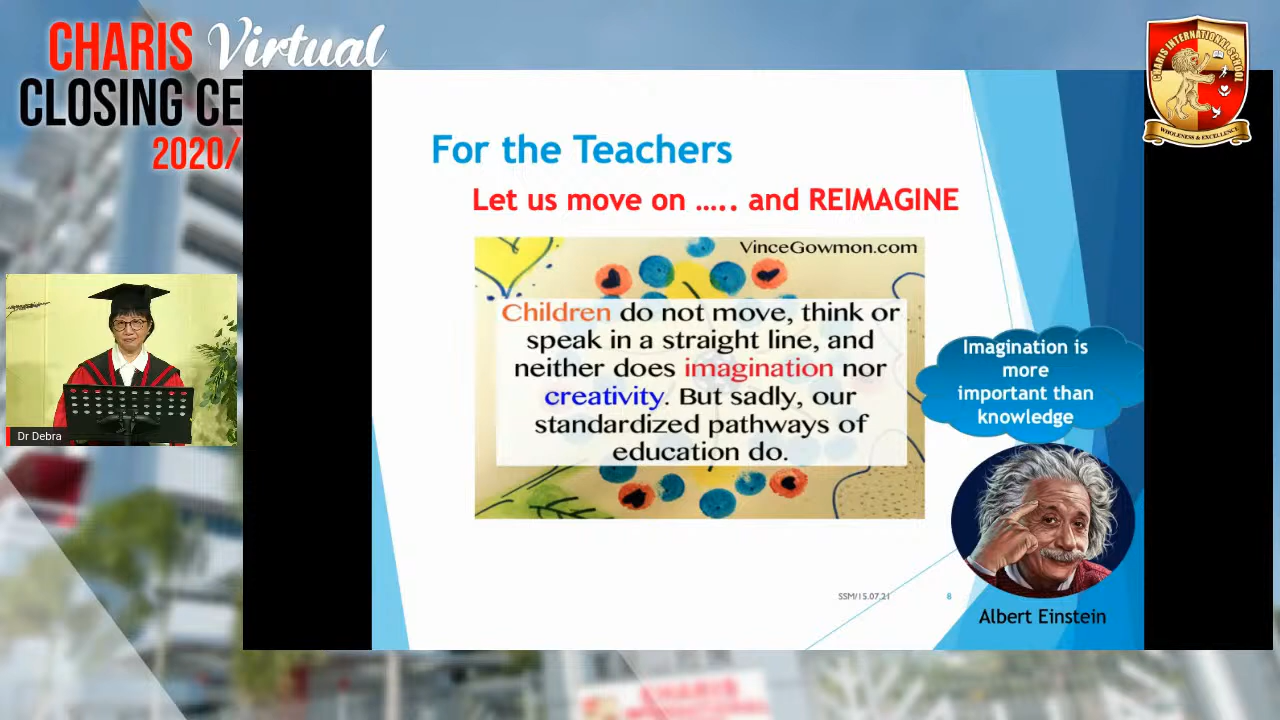 CHARIS Virtual
CLOSING CE
2020/
CHARIS INTERNATIONAL SCHOOL
WHOLENESS & EXCELLENCE
For the Teachers
Let us move on ..... and REIMAGINE
VinceGowmon.com
Children do not move, think or
speak in a straight line, and
neither does imagination nor
creativity. But sadly, our
standardized pathways of
education do.
Imagination is
more
important than
knowledge
Albert Einstein
SSM/15.07.21
Dr Debra
CHARIS